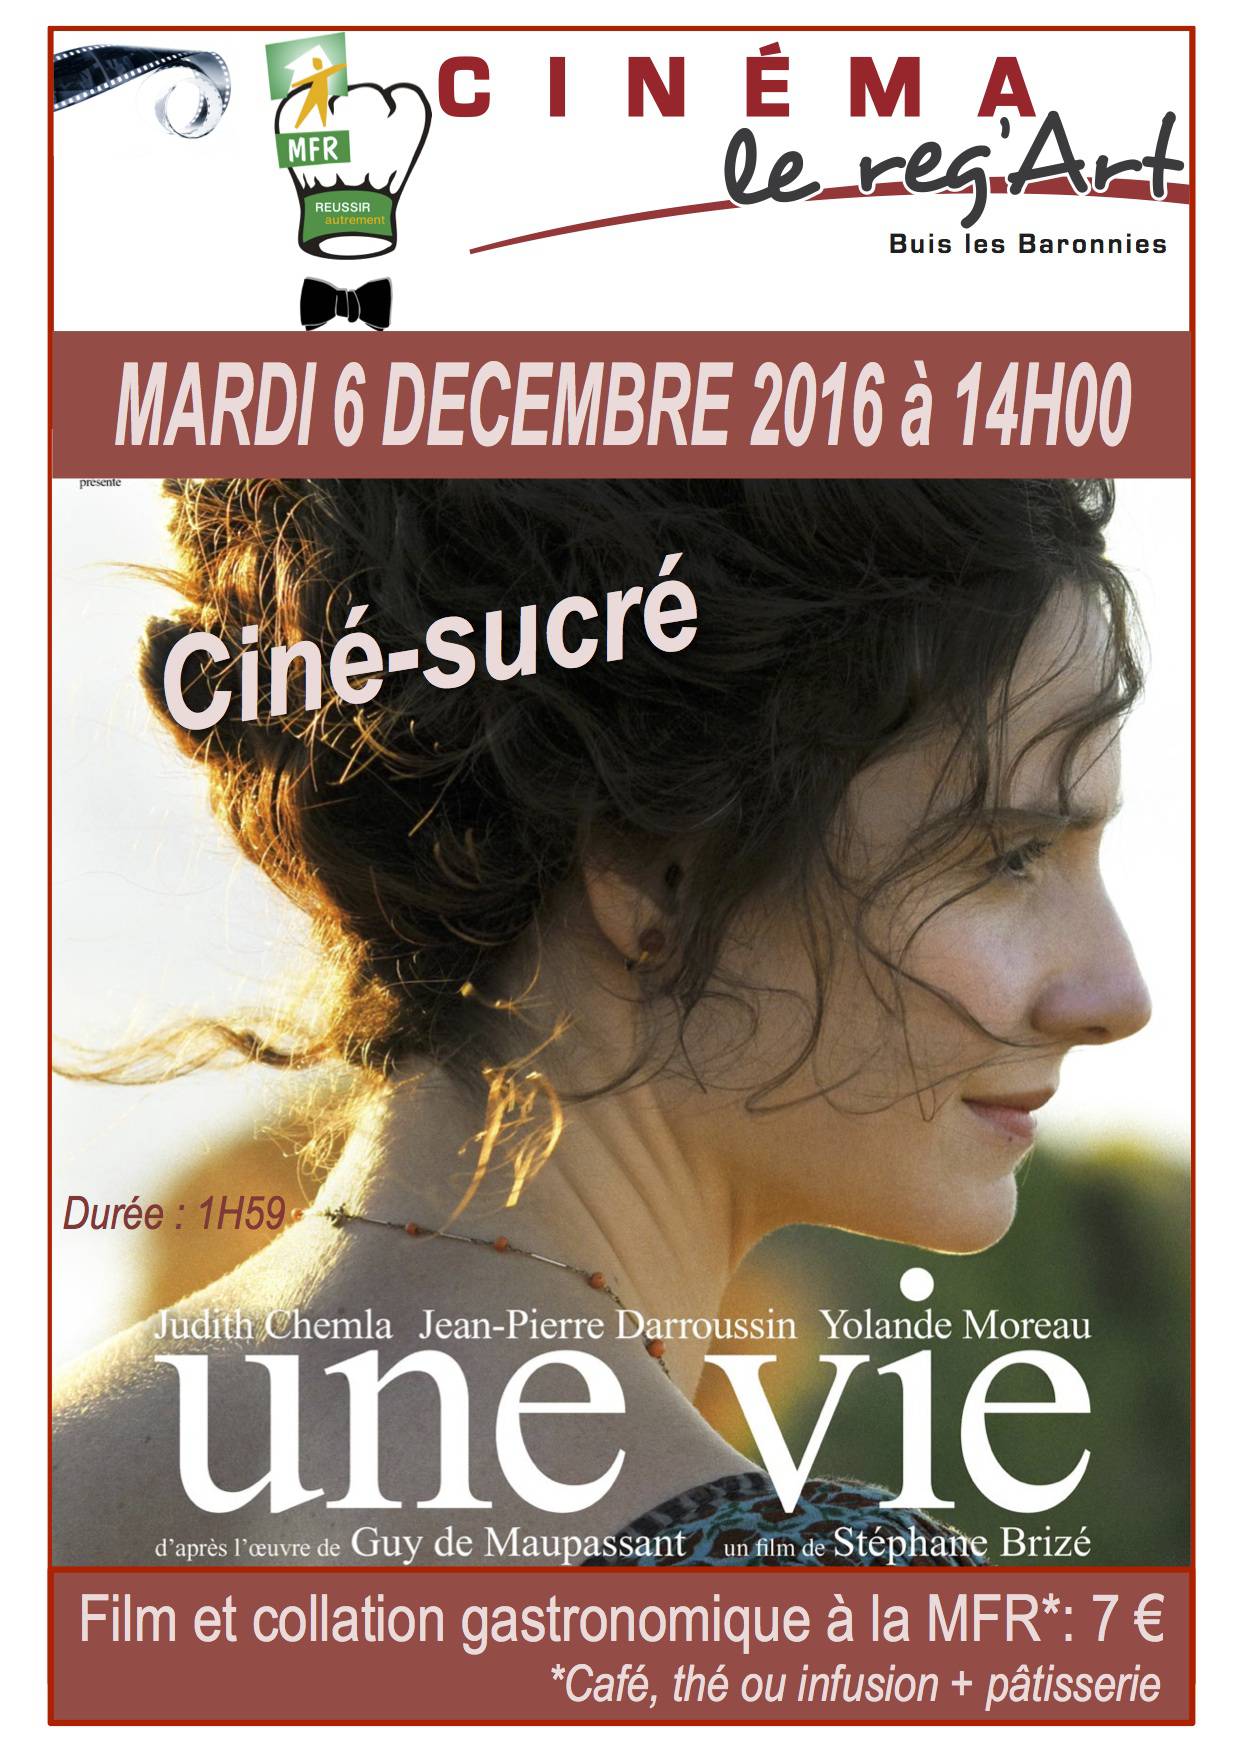 CINÉMA
le reg'Art
Buis les Baronnies
MFR
REUSSIR
autrement
MARDI 6 DECEMBRE 2016 à 14H00
présente
Ciné-sucré
Durée : 1H59
Judith Chemla Jean-Pierre Darroussin Yolande Moreau
une vie
d'après l'œuvre de Guy de Maupassant un film de Stéphane Brizé
Film et collation gastronomique à la MFR*: 7 €
*Café, thé ou infusion + pâtisserie